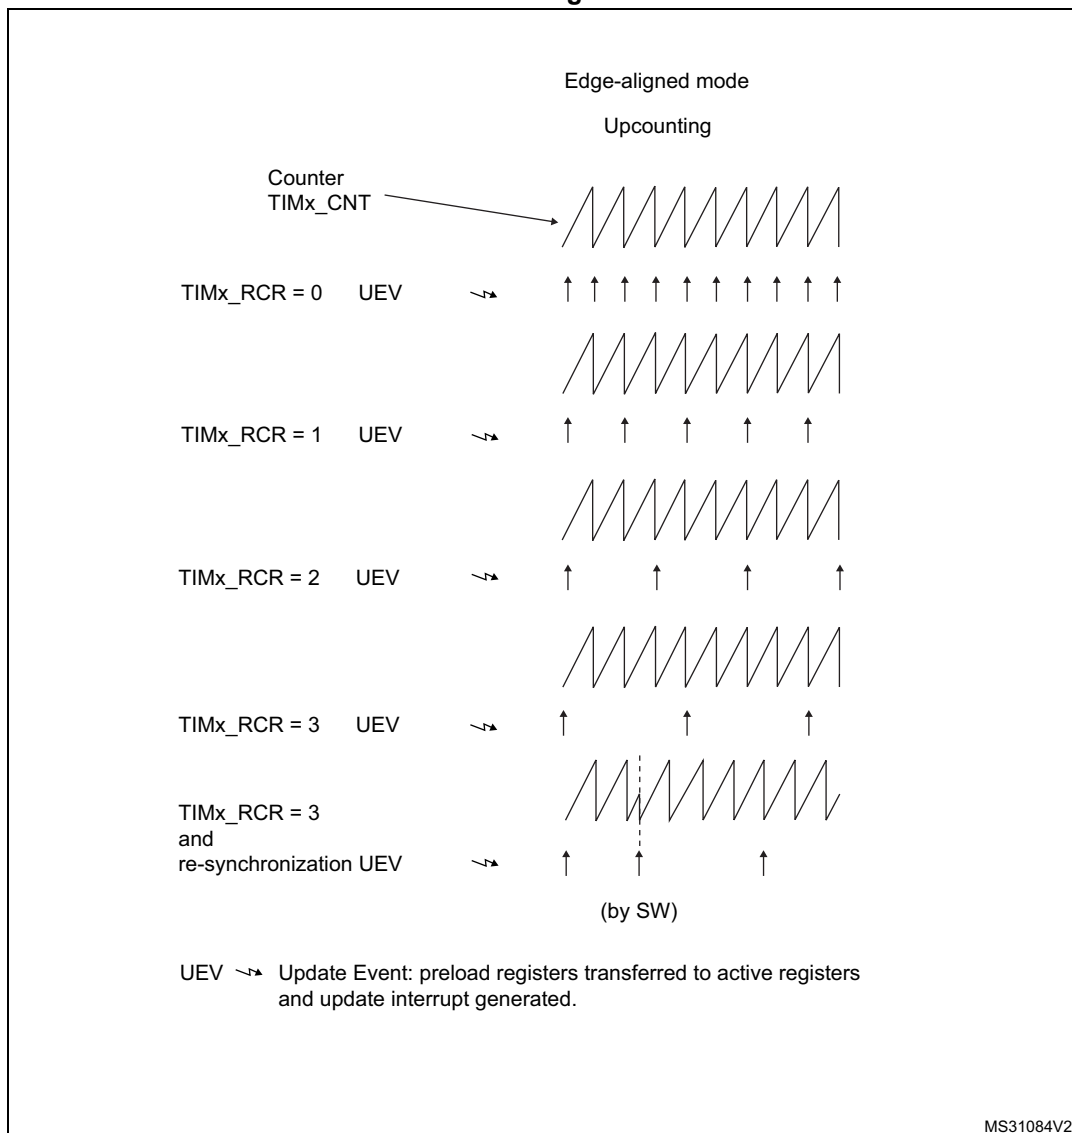 Edge-aligned mode
Upcounting
Counter
TIMx_CNT
TIMx_RCR = 0 UEV
TIMx_RCR = 1 UEV
TIMx_RCR = 2 UEV
TIMx_RCR = 3 UEV
TIMx_RCR = 3
and
re-synchronization UEV
(by SW)
UEV Update Event: preload registers transferred to active registers
and update interrupt generated.
MS31084V2